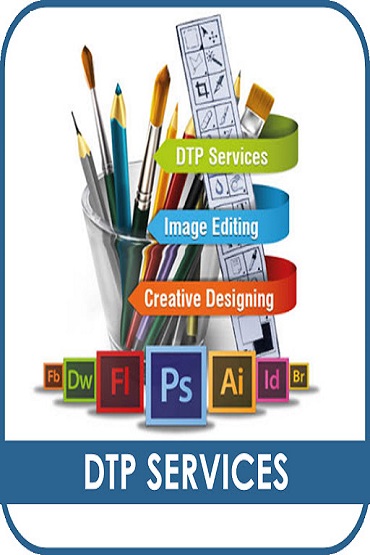 DTP Services
Image Editing
Creative Designing
Fb Dw Fl Ps Ai Id Br
DTP SERVICES